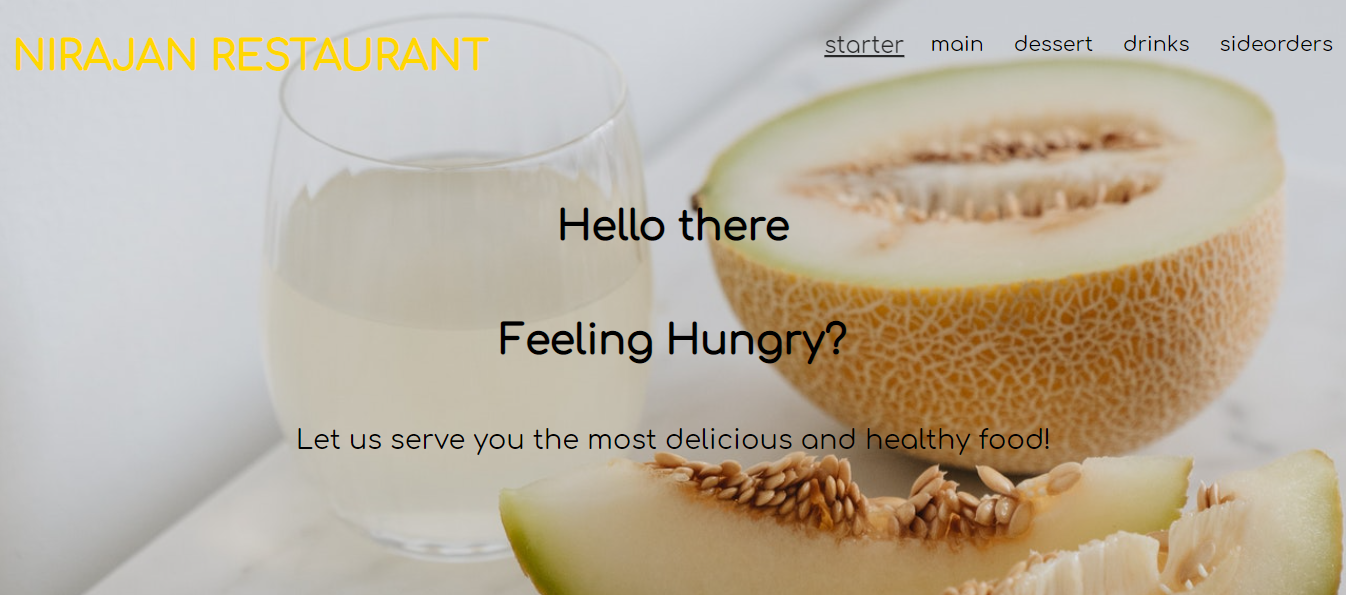 NIRAJAN RESTAURANT
starter main dessert drinks sideorders
Hello there
Feeling Hungry?
Let us serve you the most delicious and healthy food!